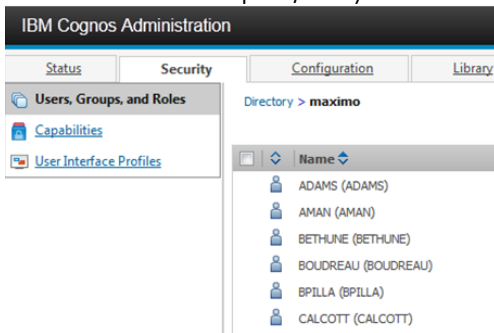 IBM Cognos Administration
Status Security Configuration Library
Users, Groups, and Roles
Directory > maximo
Capabilities
User Interface Profiles
Name
ADAMS (ADAMS)
AMAN (AMAN)
BETHUNE (BETHUNE)
BOUDREAU (BOUDREAU)
BPILLA (BPILLA)
CALCOTT (CALCOTT)